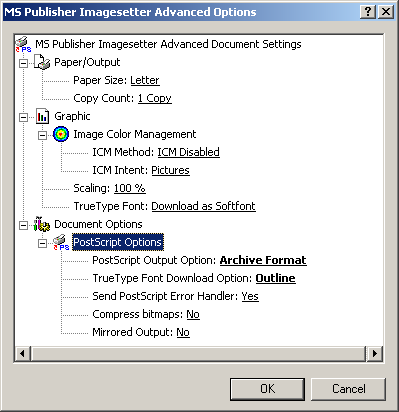 MS Publisher Imagesetter Advanced Options
MS Publisher Imagesetter Advanced Document Settings
Paper/Output
Paper Size: Letter
Copy Count: 1 Copy
Graphic
Image Color Management
ICM Method: ICM Disabled
ICM Intent: Pictures
Scaling: 100 %
TrueType Font: Download as Softfont
Document Options
PostScript Options
PostScript Output Option: Archive Format
TrueType Font Download Option: Outline
Send PostScript Error Handler: Yes
Compress bitmaps: No
Mirrored Output: No
OK Cancel